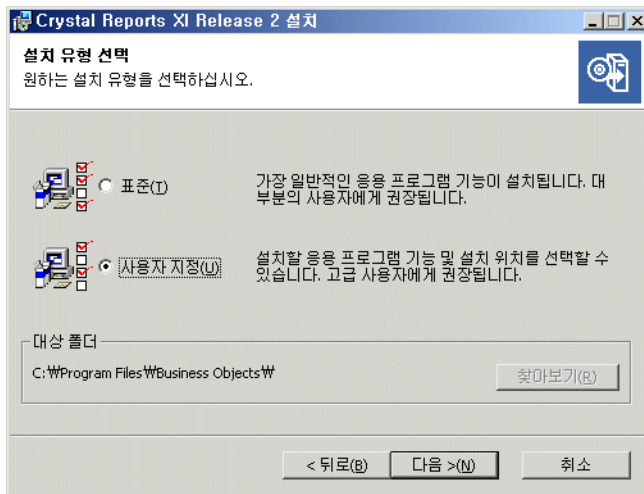 Crystal Reports XI Release 2 설치
설치 유형 선택
원하는 설치 유형을 선택하십시오.
표준(T)
가장 일반적인 응용 프로그램 기능이 설치됩니다. 대
부분의 사용자에게 권장됩니다.
사용자 지정(U)
설치할 응용 프로그램 기능 및 설치 위치를 선택할 수
있습니다. 고급 사용자에게 권장됩니다.
대상 폴더
C:₩Program Files₩Business Objects₩
찾아보기(R)
< 뒤로(B)
다음 >(N)
취소